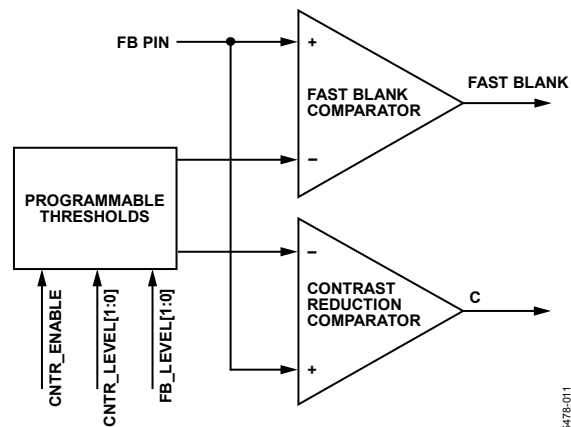 FB PIN
+
FAST BLANK
COMPARATOR
–
FAST BLANK
PROGRAMMABLE
THRESHOLDS
–
CONTRAST
REDUCTION
COMPARATOR
+
C
CNTR_ENABLE
CNTR_LEVEL[1:0]
FB_LEVEL[1:0]